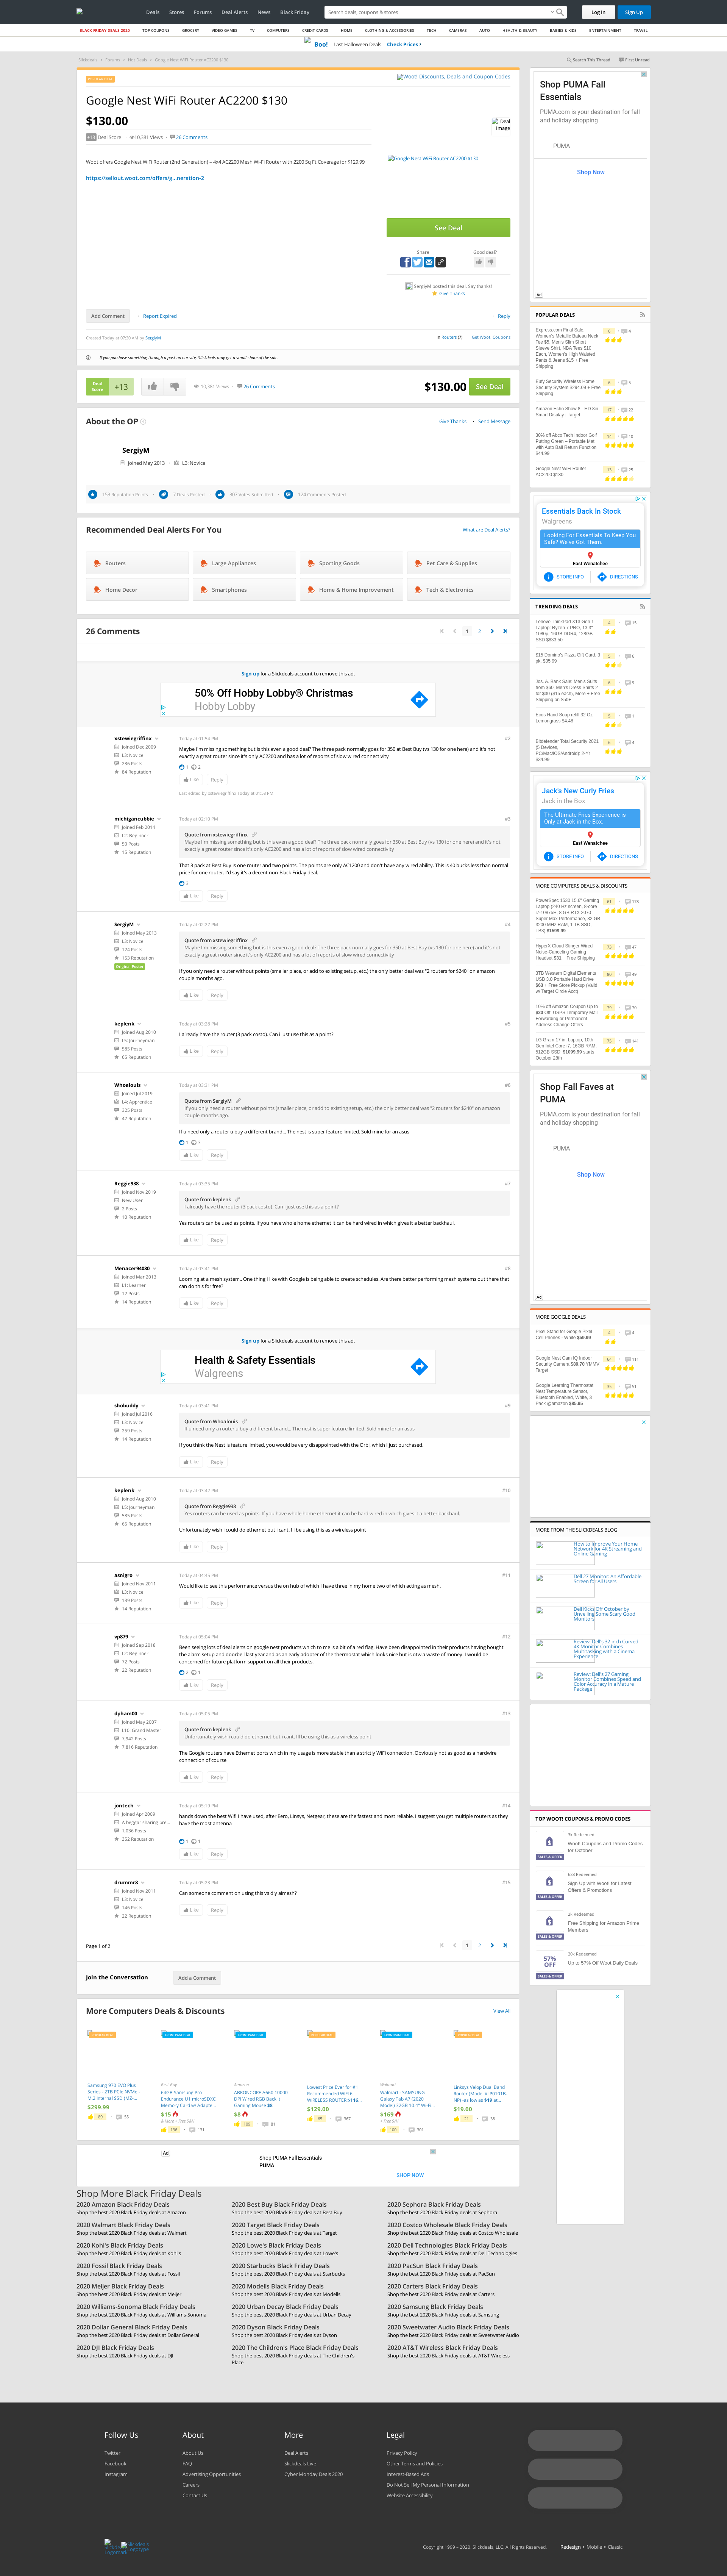 Deals Stores Forums Deal Alerts News Black Friday
Search deals, coupons & stores
Log In
Sign Up
BLACK FRIDAY DEALS 2020 TOP COUPONS GROCERY VIDEO GAMES TV COMPUTERS CREDIT CARDS HOME CLOTHING & ACCESSORIES TECH CAMERAS AUTO HEALTH & BEAUTY BABIES & KIDS ENTERTAINMENT TRAVEL
Boo! Last Halloween Deals Check Prices ›
Slickdeals Forums Hot Deals Google Nest WiFi Router AC2200 $130
Search This Thread First Unread
Woot! Discounts, Deals and Coupon Codes
Google Nest WiFi Router AC2200 $130
$130.00
+13 Deal Score 10,381 Views 26 Comments
Deal Image
Woot offers Google Nest WiFi Router (2nd Generation) – 4x4 AC2200 Mesh Wi-Fi Router with 2200 Sq Ft Coverage for $129.99
https://sellout.woot.com/offers/g...neration-2
Google Nest WiFi Router AC2200 $130
See Deal
Share
Good deal?
SergiyM posted this deal. Say thanks!
Give Thanks
Add Comment Report Expired Reply
Created Today at 07:35 AM by SergiyM
in Routers (7) Get Woot! Coupons
If you purchase something through a post on our site, Slickdeals may get a small share of the sale.
Deal Score +13
10,381 Views 26 Comments
$130.00 See Deal
About the OP
Give Thanks Send Message
SergiyM
Joined May 2013 L3: Novice
153 Reputation Points 7 Deals Posted 307 Votes Submitted 124 Comments Posted
Recommended Deal Alerts For You
What are Deal Alerts?
Routers
Large Appliances
Sporting Goods
Pet Care & Supplies
Home Decor
Smartphones
Home & Home Improvement
Tech & Electronics
26 Comments
1 2
Sign up for a Slickdeals account to remove this ad.
50% Off Hobby Lobby® Christmas
Hobby Lobby
xstewiegriffinx
Joined Dec 2009
L3: Novice
236 Posts
84 Reputation
Today at 01:04 PM
#2
Maybe I'm missing something but is this even a good deal? The three pack normally goes for 350 at Best Buy (vs 130 for one here) and it's not exactly a great router since it's only AC2200 and has a lot of reports of slow wired connectivity
1 2
Like Reply
Last edited by xstewiegriffinx Today at 01:08 PM.
michigancubbie
Joined Feb 2014
L2: Beginner
50 Posts
15 Reputation
Today at 02:10 PM
#3
Quote from xstewiegriffinx
Maybe I'm missing something but is this even a good deal? The three pack normally goes for 350 at Best Buy (vs 130 for one here) and it's not exactly a great router since it's only AC2200 and has a lot of reports of slow wired connectivity
That 3 pack at Best Buy is one router and two points. The points are only AC1200 and don't have any wired ability. This is 40 bucks less than normal price for one router. I'd say it's a decent non-Black Friday deal.
3
Like Reply
SergiyM
Joined May 2013
L3: Novice
124 Posts
153 Reputation
Original Poster
Today at 02:27 PM
#4
Quote from xstewiegriffinx
Maybe I'm missing something but is this even a good deal? The three pack normally goes for 350 at Best Buy (vs 130 for one here) and it's not exactly a great router since it's only AC2200 and has a lot of reports of slow wired connectivity
If you only need a router without points (smaller place, or add to existing setup, etc.) the only better deal was "2 routers for $240" on amazon couple months ago.
Like Reply
keplenk
Joined Aug 2010
L5: Journeyman
585 Posts
65 Reputation
Today at 03:28 PM
#5
I already have the router (3 pack costs). Can i just use this as a point?
Like Reply
Whoalouis
Joined Jul 2019
L4: Apprentice
325 Posts
47 Reputation
Today at 03:31 PM
#6
Quote from SergiyM
If you only need a router without points (smaller place, or add to existing setup, etc.) the only better deal was "2 routers for $240" on amazon couple months ago.
If u need only a router u buy a different brand... The nest is super feature limited. Sold mine for an asus
1 3
Like Reply
Reggie938
Joined Nov 2019
New User
2 Posts
10 Reputation
Today at 03:35 PM
#7
Quote from keplenk
I already have the router (3 pack costs). Can i just use this as a point?
Yes routers can be used as points. If you have whole home ethernet it can be hard wired in which gives it a better backhaul.
Like Reply
Menacer94080
Joined Mar 2013
L1: Learner
12 Posts
14 Reputation
Today at 03:41 PM
#8
Looming at a mesh system.. One thing I like with Google is being able to create schedules. Are there better performing mesh systems out there that can do this for free?
Like Reply
Sign up for a Slickdeals account to remove this ad.
Health & Safety Essentials
Walgreens
shobuddy
Joined Jul 2016
L3: Novice
259 Posts
14 Reputation
Today at 03:41 PM
#9
Quote from Whoalouis
If u need only a router u buy a different brand... The nest is super feature limited. Sold mine for an asus
If you think the Nest is feature limited, you would be very disappointed with the Orbi, which I just purchased.
Like Reply
keplenk
Joined Aug 2010
L5: Journeyman
585 Posts
65 Reputation
Today at 03:42 PM
#10
Quote from Reggie938
Yes routers can be used as points. If you have whole home ethernet it can be hard wired in which gives it a better backhaul.
Unfortunately wish i could do ethernet but i cant. Ill be using this as a wireless point
Like Reply
asnigro
Joined Nov 2011
L3: Novice
139 Posts
14 Reputation
Today at 04:40 PM
#11
Would like to see this performance versus the on hub of which I have three in my home two of which acting as mesh.
Like Reply
vp879
Joined Sep 2018
L2: Beginner
72 Posts
22 Reputation
Today at 05:04 PM
#12
Been seeing lots of deal alerts on google products which to me is a bit of a red flag. Have been disappointed in their products having bought the alarm setup and doorbell last year and as an early adopter of the thermostat which looks nice but not is a view as money. I would be concerned for future platform support on all their products.
2 1
Like Reply
dpham00
Joined May 2007
L10: Grand Master
7,942 Posts
7,816 Reputation
Today at 05:05 PM
#13
Quote from keplenk
Unfortunately wish i could do ethernet but i cant. Ill be using this as a wireless point
The Google routers have Ethernet ports which in my usage is more stable than a strictly WiFi connection. Obviously not as good as a hardwire connection of course
Like Reply
jontech
Joined Apr 2009
A beggar sharing bre...
1,036 Posts
352 Reputation
Today at 05:19 PM
#14
hands down the best Wifi I have used, after Eero, Linsys, Netgear, these are the fastest and most reliable. I suggest you get multiple routers as they have the most antenna
1 1
Like Reply
drummr8
Joined Nov 2011
L3: Novice
146 Posts
22 Reputation
Today at 05:23 PM
#15
Can someone comment on using this vs diy aimesh?
Like Reply
Page 1 of 2
1 2
Join the Conversation
Add a Comment
More Computers Deals & Discounts
View All
Samsung 970 EVO Plus Series - 2TB PCIe NVMe - M.2 Internal SSD (MZ-...
$299.99
80 55
Best Buy
64GB Samsung Pro Endurance U1 microSDXC Memory Card w/ Adapte...
$15
$ More + Free S&H
136 131
Amazon
ASKONCORE X460 10000 DPI Wired RGB Backlit Gaming Mouse $8
$8
109 81
Lowest Price Ever for #1 Recommended WIFI6 WIRELESS ROUTER:$116...
$129.00
65 307
Walmart
Walmart - SAMSUNG Galaxy Tab A7 (2020 Model) 32GB 10.4" Wi-Fi...
$169
+ Free S/H
100 301
Linksys Velop Dual Band Router (Model VLP0101B-NP) -as low as $19 at...
$19.00
21 39
Ad
Shop PUMA Fall Essentials
PUMA
SHOP NOW
Shop More Black Friday Deals
2020 Amazon Black Friday Deals
Shop the best 2020 Black Friday deals at Amazon
2020 Best Buy Black Friday Deals
Shop the best 2020 Black Friday deals at Best Buy
2020 Sephora Black Friday Deals
Shop the best 2020 Black Friday deals at Sephora
2020 Walmart Black Friday Deals
Shop the best 2020 Black Friday deals at Walmart
2020 Target Black Friday Deals
Shop the best 2020 Black Friday deals at Target
2020 Costco Wholesale Black Friday Deals
Shop the best 2020 Black Friday deals at Costco Wholesale
2020 Kohl's Black Friday Deals
Shop the best 2020 Black Friday deals at Kohl's
2020 Lowe's Black Friday Deals
Shop the best 2020 Black Friday deals at Lowe's
2020 Dell Technologies Black Friday Deals
Shop the best 2020 Black Friday deals at Dell Technologies
2020 Fossil Black Friday Deals
Shop the best 2020 Black Friday deals at Fossil
2020 Starbucks Black Friday Deals
Shop the best 2020 Black Friday deals at Starbucks
2020 PacSun Black Friday Deals
Shop the best 2020 Black Friday deals at PacSun
2020 Meijer Black Friday Deals
Shop the best 2020 Black Friday deals at Meijer
2020 Modells Black Friday Deals
Shop the best 2020 Black Friday deals at Modells
2020 Carters Black Friday Deals
Shop the best 2020 Black Friday deals at Carters
2020 Williams-Sonoma Black Friday Deals
Shop the best 2020 Black Friday deals at Williams-Sonoma
2020 Urban Decay Black Friday Deals
Shop the best 2020 Black Friday deals at Urban Decay
2020 Samsung Black Friday Deals
Shop the best 2020 Black Friday deals at Samsung
2020 Dollar General Black Friday Deals
Shop the best 2020 Black Friday deals at Dollar General
2020 Dyson Black Friday Deals
Shop the best 2020 Black Friday deals at Dyson
2020 Sweetwater Audio Black Friday Deals
Shop the best 2020 Black Friday deals at Sweetwater Audio
2020 DJI Black Friday Deals
Shop the best 2020 Black Friday deals at DJI
2020 The Children's Place Black Friday Deals
Shop the best 2020 Black Friday deals at The Children's Place
2020 AT&T Wireless Black Friday Deals
Shop the best 2020 Black Friday deals at AT&T Wireless
Shop PUMA Fall Essentials
PUMA.com is your destination for fall and holiday shopping
PUMA
Shop Now
Ad
POPULAR DEALS
Express.com Final Sale: Women's Metallic Baleau Neck Tee $5, Men's Slim Short Sleeve Shirt, NBA Tees $10 Each, Women's High Waisted Pants & Jeans $15 + Free Shipping
6 4
Eufy Security Wireless Home Security System $294.09 + Free Shipping
6 5
Amazon Echo Show 8 - HD 8in Smart Display : Target
17 22
30% off Abco Tech Indoor Golf Putting Green – Portable Mat with Auto Ball Return Function $44.99
14 19
Google Nest WiFi Router AC2200 $130
13 25
Essentials Back In Stock
Walgreens
Looking For Essentials To Keep You Safe? We've Got Them.
East Wenatchee
STORE INFO DIRECTIONS
TRENDING DEALS
Lenovo ThinkPad X13 Gen 1 Laptop: Ryzen 7 PRO, 13.3" 1080p, 16GB DDR4, 128GB SSD $833.50
4 15
$15 Domino's Pizza Gift Card, 3 pk. $35.99
5 6
Jos. A. Bank Sale: Men's Suits from $60, Men's Dress Shirts 2 for $30 ($15 each), More + Free Shipping on $50+
6 9
Ecos Hand Soap refill 32 Oz Lemongrass $4.48
5 1
Bitdefender Total Security 2021 (5 Devices, PC/Mac/iOS/Android): 2-Yr $34.99
6 4
Jack's New Curly Fries
Jack in the Box
The Ultimate Fries Experience is Only at Jack in the Box.
East Wenatchee
STORE INFO DIRECTIONS
MORE COMPUTERS DEALS & DISCOUNTS
PowerSpec 1530 15.6" Gaming Laptop (240 Hz screen, 8-core i7-10875H, 8 GB RTX 2070 Super Max Performance, 32 GB 3200 MHz RAM, 1 TB SSD, TB3) $1599.99
61 178
HyperX Cloud Stinger Wired Noise-Canceling Gaming Headset $31 + Free Shipping
73 47
3TB Western Digital Elements USB 3.0 Portable Hard Drive $63 + Free Store Pickup (Valid w/ Target Circle Acct)
80 46
10% off Amazon Coupon Up to $20 Off! USPS Temporary Mail Forwarding or Permanent Address Change Offers
79 75
LG Gram 17 in. Laptop, 10th Gen Intel Core i7, 16GB RAM, 512GB SSD, $1099.99 starts October 28th
75 141
Shop Fall Faves at PUMA
PUMA.com is your destination for fall and holiday shopping
PUMA
Shop Now
Ad
MORE GOOGLE DEALS
Pixel Stand for Google Pixel Cell Phones - White $59.69
4 4
Google Nest Cam IQ Indoor Security Camera $89.70 YMMV Target
64 111
Google Learning Thermostat Nest Temperature Sensor, Bluetooth Enabled, White, 3 Pack @amazon $85.85
30 51
MORE FROM THE SLICKDEALS BLOG
How to Improve Your Home Network for 4K Streaming and Online Gaming
Dell 27 Monitor: An Affordable Screen for All Users
Dell Kicks Off October by Unveiling Some Scary Good Monitors
Review: Dell's 32-inch Curved 4K Monitor Combines Multitasking with a Cinema Experience
Review: Dell's 27 Gaming Monitor Combines Speed and Color Accuracy in a Mature Package
TOP WOOT! COUPONS & PROMO CODES
3k Redeemed
Woot! Coupons and Promo Codes for October
SALES & OFFER
638 Redeemed
Sign Up with Woot! for Latest Offers & Promotions
SALES & OFFER
2k Redeemed
Free Shipping for Amazon Prime Members
SALES & OFFER
20k Redeemed
57% OFF
Up to 57% Off Woot Daily Deals
SALES & OFFER
Follow Us
Twitter
Facebook
Instagram
About
About Us
FAQ
Advertising Opportunities
Careers
Contact Us
More
Deal Alerts
Slickdeals Live
Cyber Monday Deals 2020
Legal
Privacy Policy
Other Terms and Policies
Interest-Based Ads
Do Not Sell My Personal Information
Website Accessibility
Copyright 1999 – 2020. Slickdeals, LLC. All Rights Reserved.
Redesign • Mobile • Classic